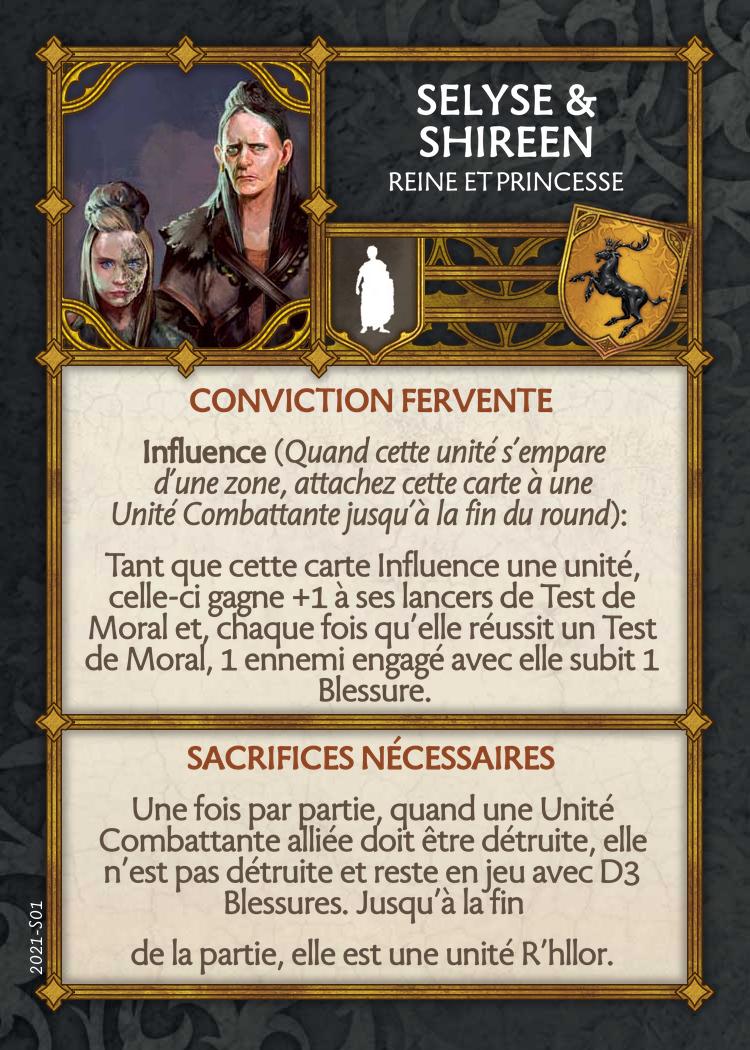 SELYSE &
SHIREEN
REINE ET PRINCESSE
CONVICTION FERVENTE
Influence (Quand cette unité s'empare
d'une zone, attachez cette carte à une
Unité Combattante jusqu'à la fin du round):
Tant que cette carte Influence une unité,
celle-ci gagne +1 à ses lancers de Test de
Moral et, chaque fois qu'elle réussit un Test
de Moral, 1 ennemi engagé avec elle subit 1
Blessure.
SACRIFICES NÉCESSAIRES
Une fois par partie, quand une Unité
Combattante alliée doit être détruite, elle
n'est pas détruite et reste en jeu avec D3
Blessures. Jusqu'à la fin
de la partie, elle est une unité R'hllor.
2021-S01